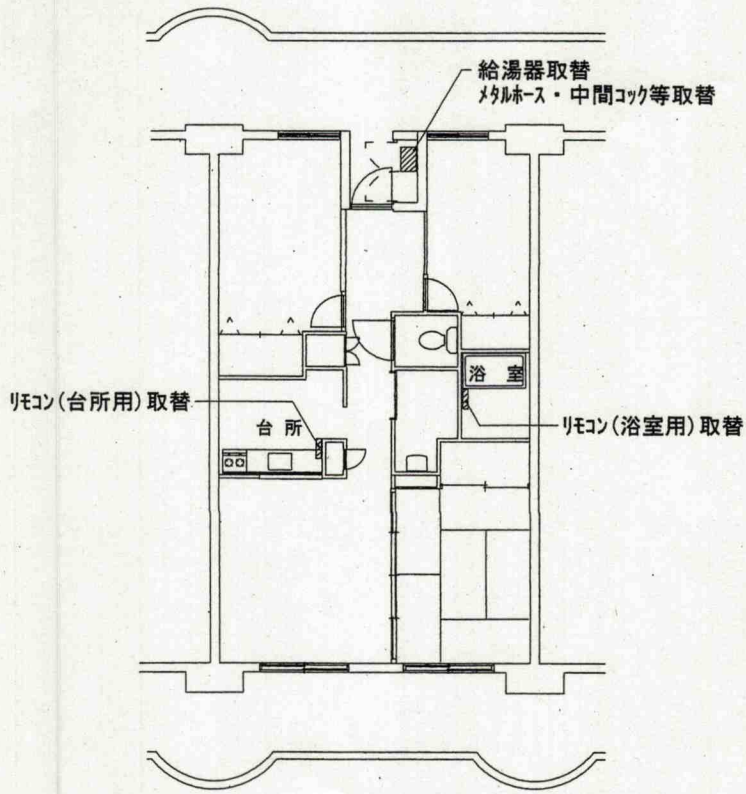 給湯器取替
メタルホース・中間コック等取替
浴室
リモコン(台所用)取替
台所
リモコン(浴室用)取替